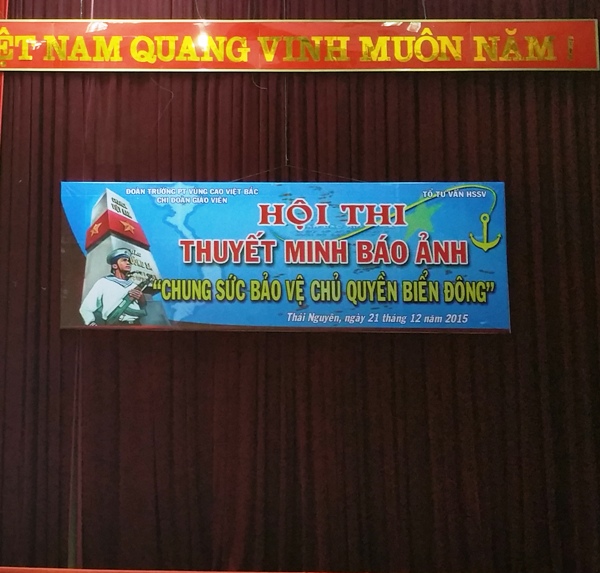 ỆT NAM QUANG VINH MUÔN NĂM !
ĐOÀN TRƯỜNG PT VÙNG CAO VIỆT BẮC
CHI ĐOÀN GIÁO VIÊN
TỔ TƯ VẤN HSSV
HỘI THI
THUYẾT MINH BÁO ẢNH
"CHUNG SỨC BẢO VỆ CHỦ QUYỀN BIỂN ĐÔNG"
Thái Nguyên, ngày 21 tháng 12 năm 2015